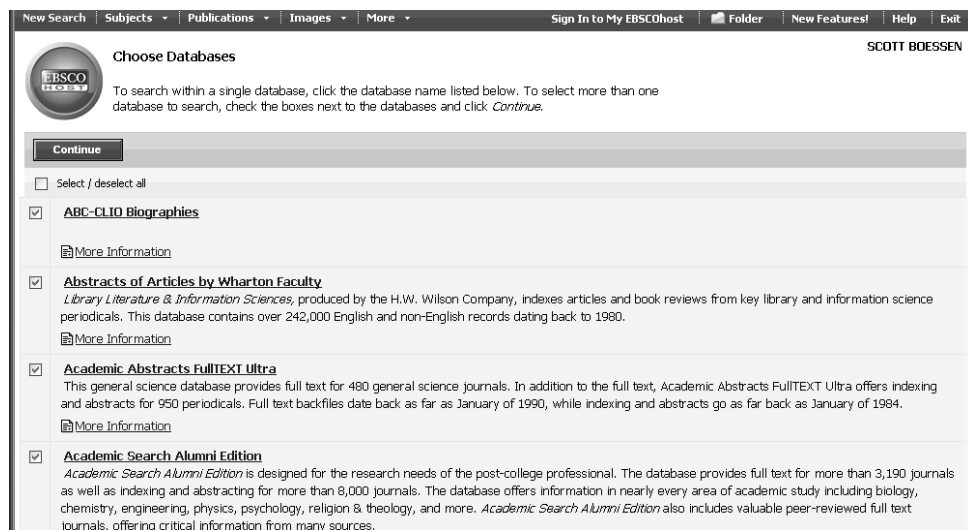 New Search Subjects Publications Images More Sign In to My EBSCOhost Folder New Features! Help Exit
SCOTT BOESSEN
EBSCO
HOST
Choose Databases
To search within a single database, click the database name listed below. To select more than one
database to search, check the boxes next to the databases and click Continue.
Continue
Select / deselect all
ABC-CLIO Biographies
More Information
Abstracts of Articles by Wharton Faculty
Library Literature & Information Sciences, produced by the H.W. Wilson Company, indexes articles and book reviews from key library and information science
periodicals. This database contains over 242,000 English and non-English records dating back to 1980.
More Information
Academic Abstracts FullTEXT Ultra
This general science database provides full text for 480 general science journals. In addition to the full text, Academic Abstracts FullTEXT Ultra offers indexing
and abstracts for 950 periodicals. Full text backfiles date back as far as January of 1990, while indexing and abstracts go as far back as January of 1984.
More Information
Academic Search Alumni Edition
Academic Search Alumni Edition is designed for the research needs of the post-college professional. The database provides full text for more than 3,190 journals
as well as indexing and abstracting for more than 8,000 journals. The database offers information in nearly every area of academic study including biology,
chemistry, engineering, physics, psychology, religion & theology, and more. Academic Search Alumni Edition also includes valuable peer-reviewed full text
journals, offering critical information from many sources.